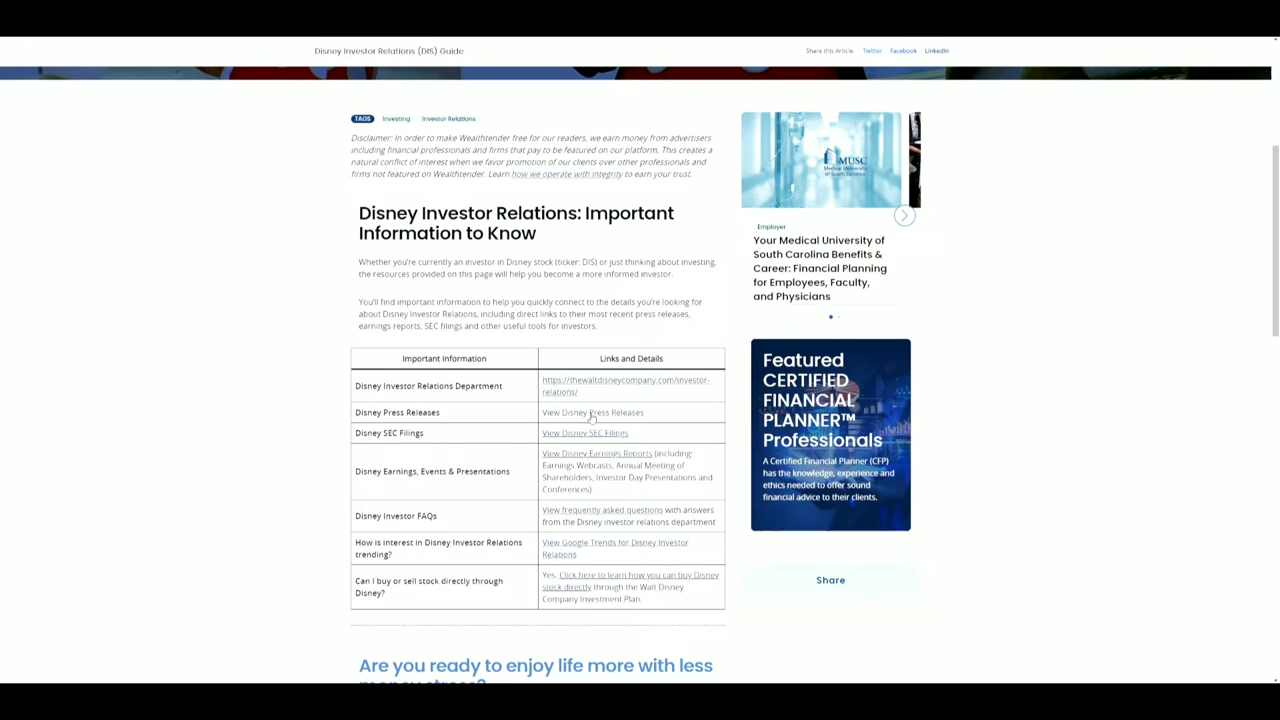 Disney Investor Relations (DIS) Guide
Share this Article: Twitter Facebook LinkedIn
TAGS Investing Investor Relations
Disclaimer: In order to make Wealthtender free for our readers, we earn money from advertisers
including financial professionals and firms that pay to be featured on our platform. This creates a
natural conflict of interest when we favor promotion of our clients over other professionals and
firms not featured on Wealthtender. Learn how we operate with integrity to earn your trust.
Disney Investor Relations: Important
Information to Know
Whether you're currently an investor in Disney stock (ticker: DIS) or just thinking about investing,
the resources provided on this page will help you become a more informed investor.
You'll find important information to help you quickly connect to the details you're looking for
about Disney Investor Relations, including direct links to their most recent press releases,
earnings reports, SEC filings and other useful tools for investors.
Important Information
Links and Details
Disney Investor Relations Department
https://thewaltdisneycompany.com/investor-
relations/
Disney Press Releases
View Disney Press Releases
Disney SEC Filings
View Disney SEC Filings
Disney Earnings, Events & Presentations
View Disney Earnings Reports (including:
Earnings Webcasts, Annual Meeting of
Shareholders, Investor Day Presentations and
Conferences)
Disney Investor FAQs
View frequently asked questions with answers
from the Disney investor relations department
How is interest in Disney Investor Relations
trending?
View Google Trends for Disney Investor
Relations
Can I buy or sell stock directly through
Disney?
Yes. Click here to learn how you can buy Disney
stock directly through the Walt Disney
Company Investment Plan.
Are you ready to enjoy life more with less
money stress?
MUSC
Medical University
of South Carolina
Employer
Your Medical University of
South Carolina Benefits &
Career: Financial Planning
for Employees, Faculty,
and Physicians
Featured
CERTIFIED
FINANCIAL
PLANNER™
Professionals
A Certified Financial Planner (CFP)
has the knowledge, experience and
ethics needed to offer sound
financial advice to their clients.
Share